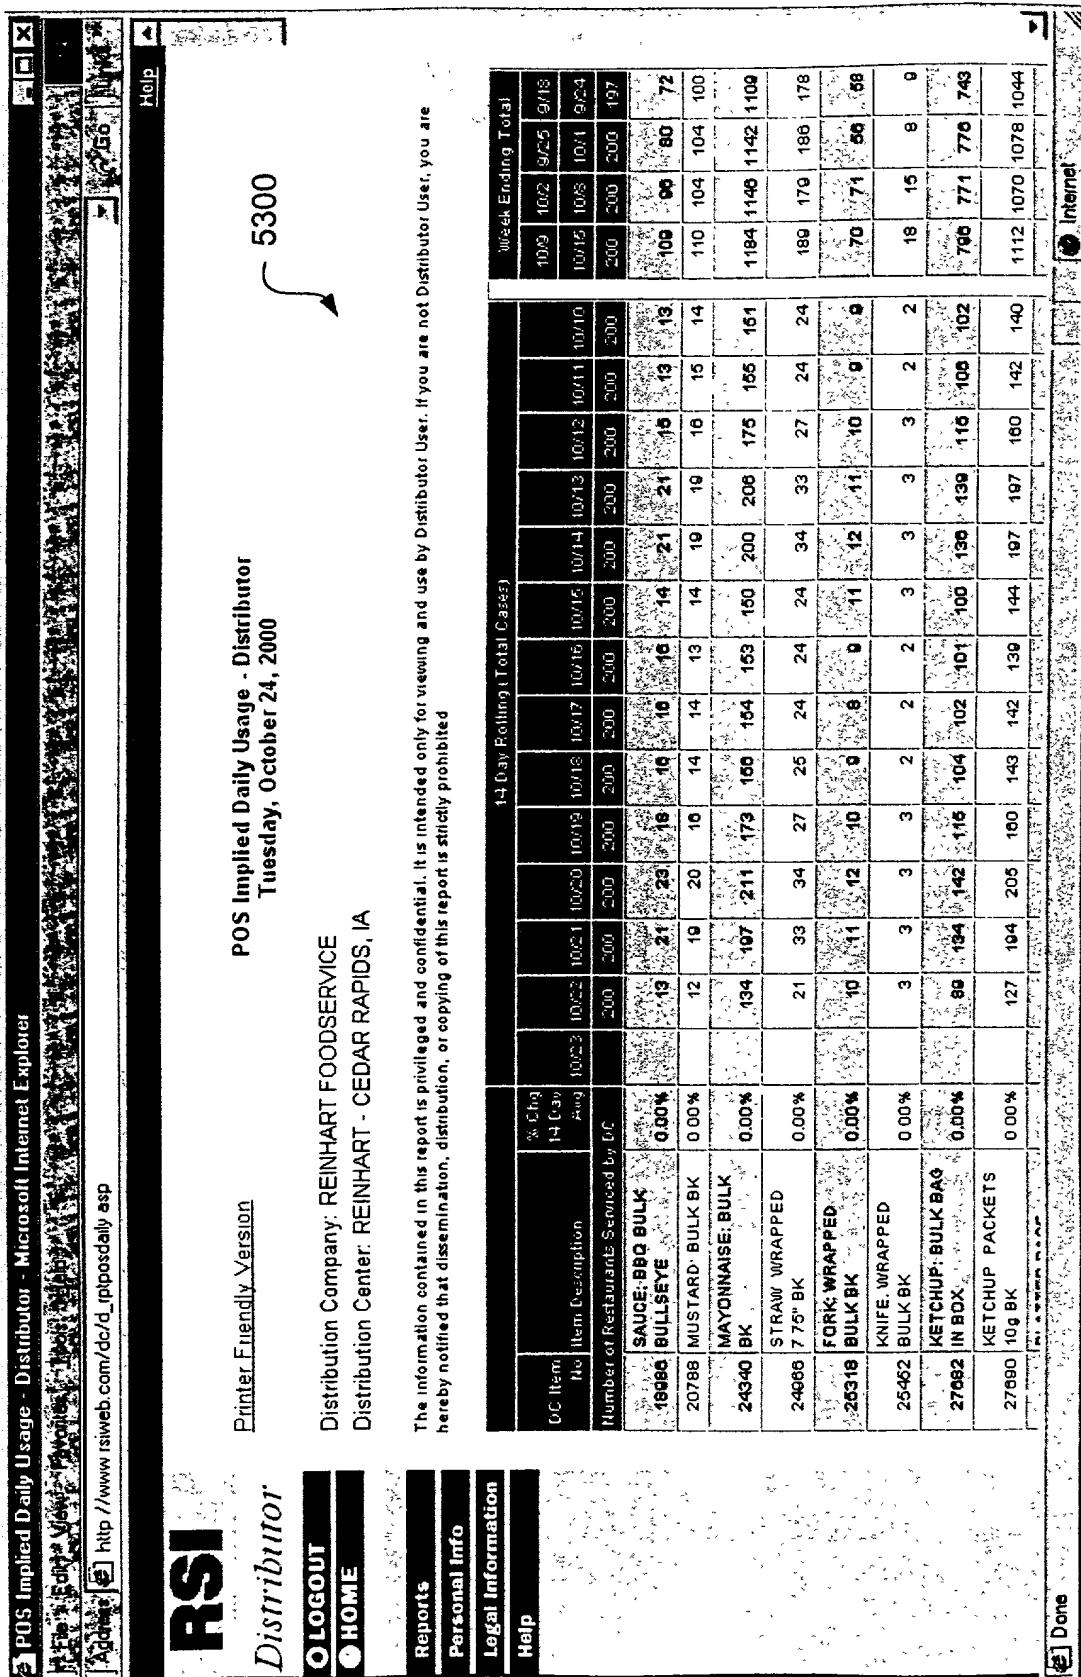 POS Implied Daily Usage - Distributor - Microsoft Internet Explorer
File Edit View Favorites Tools Help
Address http://www.rsiweb.com/dc/d_rptposdaily asp Go
Help
RSI
Distributor
LOGOUT
HOME
Reports
Personal Info
Legal Information
Help
Printer Friendly Version
POS Implied Daily Usage - Distributor
Tuesday, October 24, 2000
5300
Distribution Company: REINHART FOODSERVICE
Distribution Center: REINHART - CEDAR RAPIDS, IA
The information contained in this report is privileged and confidential. It is intended only for viewing and use by Distributor User. If you are not Distributor User, you are
hereby notified that dissemination, distribution, or copying of this report is strictly prohibited
14 Day Rolling (Total Cases) Week Ending Total
DC Item No Item Description % Chg 14 Day Avg 10/23 10/22 10/21 10/20 10/19 10/18 10/17 10/16 10/15 10/14 10/13 10/12 10/11 10/10 10/9 10/15 10/2 10/8 9/25 10/1 9/18 9/24
Number of Restaurants Serviced by DC 200 200 200 200 200 200 200 200 200 200 200 200 200 200 200 200 197
18986 SAUCE: BBQ BULK BULLSEYE 0.00% 13 21 23 18 16 16 16 14 21 21 15 13 13 109 96 80 72
20788 MUSTARD: BULK BK 0 00% 12 19 20 16 14 14 13 14 19 19 16 15 14 110 104 104 100
24340 MAYONNAISE: BULK BK 0.00% 134 197 211 173 156 154 153 150 200 206 175 155 151 1184 1146 1142 1109
24986 STRAW WRAPPED 7 75" BK 0.00% 21 33 34 27 25 24 24 24 34 33 27 24 24 189 179 186 178
25318 FORK: WRAPPED BULK BK 0.00% 10 11 12 10 9 8 9 11 12 11 10 9 9 70 71 56 58
25462 KNIFE. WRAPPED BULK BK 0 00% 3 3 3 3 2 2 2 3 3 3 3 2 2 18 15 8 9
27682 KETCHUP: BULK BAG IN BOX 0.00% 89 134 142 115 104 102 101 100 136 139 116 106 102 796 771 776 743
27690 KETCHUP PACKETS 10g BK 0 00% 127 194 205 160 143 142 139 144 197 197 160 142 140 1112 1070 1078 1044
Done Internet